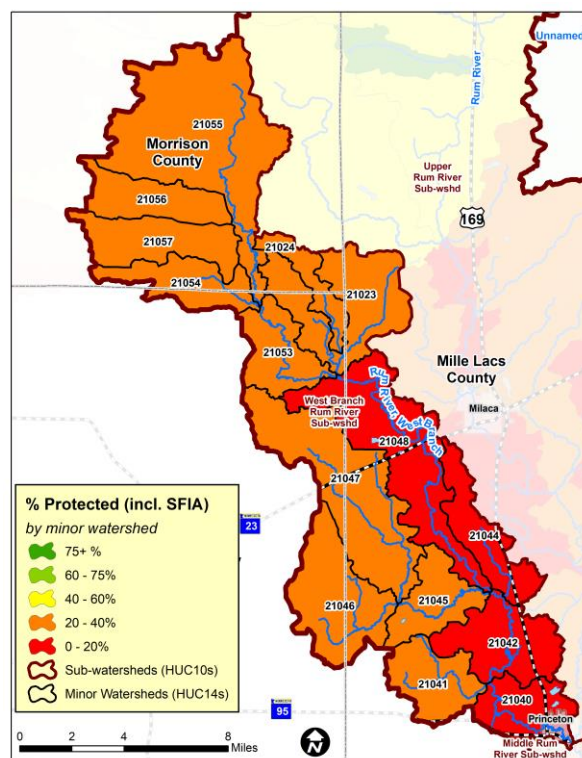 Unnamed
Rum River
21055
Morrison
County
Upper
Rum River
Sub-wshd
21056
169
21057
21024
21054
21023
21053
Mille Lacs
County
Rum River, West Branch
West Branch
Rum River
Sub-wshd
Milaca
21048
21047
% Protected (incl. SFIA)
by minor watershed
75+ %
60 - 75%
40 - 60%
20 - 40%
0 - 20%
Sub-watersheds (HUC10s)
Minor Watersheds (HUC14s)
23
21044
21045
21046
21042
21041
21040
Princeton
95
Middle Rum
River Sub-wshd
0 2 4 8
Miles
N